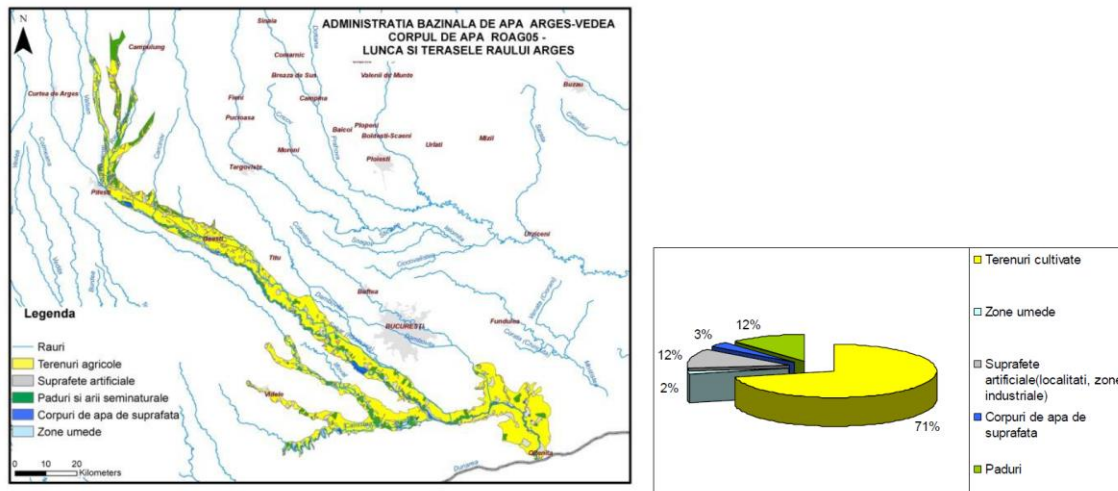 N
ADMINISTRATIA BAZINALA DE APA ARGES-VEDEA
CORPUL DE APA ROAG05 -
LUNCA SI TERASELE RAULUI ARGES
Sinaia
Campulung
Comarnic
Breaza de Sus
Valenii de Munte
Curtea de Arges
Fieni
Campina
Buzau
Pucioasa
Baicoi
Plopeni
Boldesti-Scaeni
Mizil
Urlati
Moreni
Ploiesti
Targoviste
Pitesti
Gaesti
Titu
Urziceni
Buftea
BUCURESTI
Fundulea
Videle
Oltenita
Dunarea
Legenda
Rauri
Terenuri agricole
Suprafete artificiale
Paduri si arii seminaturale
Corpuri de apa de suprafata
Zone umede
0 10 20
Kilometers
12%
3%
12%
2%
71%
Terenuri cultivate
Zone umede
Suprafete
artificiale(localitati, zone
industriale)
Corpuri de apa de
suprafata
Paduri